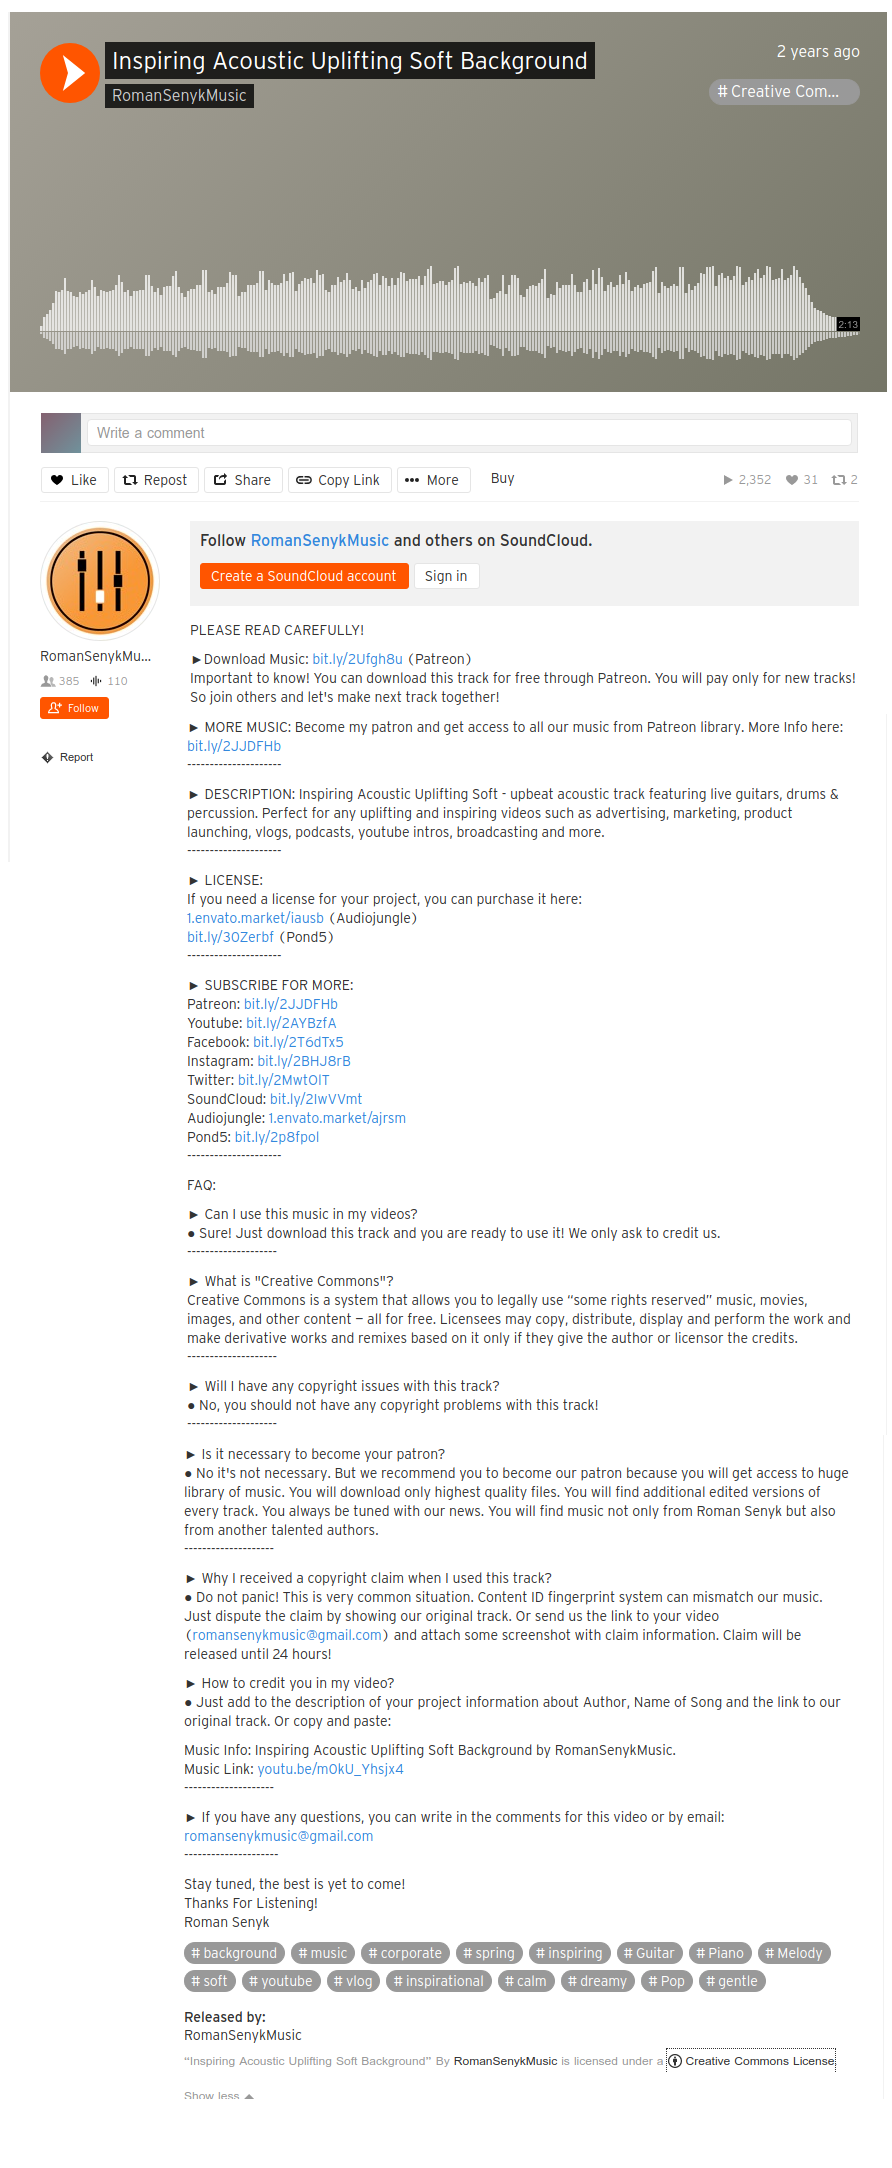 Inspiring Acoustic Uplifting Soft Background
2 years ago
RomanSenykMusic
# Creative Com...
2:13
Write a comment
Like Repost Share Copy Link More Buy 2,352 31 2
Follow RomanSenykMusic and others on SoundCloud.
Create a SoundCloud account Sign in
RomanSenykMu...
385 110
Follow
Report
PLEASE READ CAREFULLY!
►Download Music: bit.ly/2Ufgh8u (Patreon)
Important to know! You can download this track for free through Patreon. You will pay only for new tracks!
So join others and let's make next track together!
► MORE MUSIC: Become my patron and get access to all our music from Patreon library. More Info here:
bit.ly/2JJDFHb
---------------------
► DESCRIPTION: Inspiring Acoustic Uplifting Soft - upbeat acoustic track featuring live guitars, drums &
percussion. Perfect for any uplifting and inspiring videos such as advertising, marketing, product
launching, vlogs, podcasts, youtube intros, broadcasting and more.
---------------------
► LICENSE:
If you need a license for your project, you can purchase it here:
1.envato.market/iausb (Audiojungle)
bit.ly/30Zerbf (Pond5)
---------------------
► SUBSCRIBE FOR MORE:
Patreon: bit.ly/2JJDFHb
Youtube: bit.ly/2AYBzfA
Facebook: bit.ly/2T6dTx5
Instagram: bit.ly/2BHJ8rB
Twitter: bit.ly/2MwtOlT
SoundCloud: bit.ly/2IwVVmt
Audiojungle: 1.envato.market/ajrsm
Pond5: bit.ly/2p8fpol
---------------------
FAQ:
► Can I use this music in my videos?
● Sure! Just download this track and you are ready to use it! We only ask to credit us.
--------------------
► What is "Creative Commons"?
Creative Commons is a system that allows you to legally use “some rights reserved” music, movies,
images, and other content — all for free. Licensees may copy, distribute, display and perform the work and
make derivative works and remixes based on it only if they give the author or licensor the credits.
--------------------
► Will I have any copyright issues with this track?
● No, you should not have any copyright problems with this track!
--------------------
► Is it necessary to become your patron?
● No it's not necessary. But we recommend you to become our patron because you will get access to huge
library of music. You will download only highest quality files. You will find additional edited versions of
every track. You always be tuned with our news. You will find music not only from Roman Senyk but also
from another talented authors.
--------------------
► Why I received a copyright claim when I used this track?
● Do not panic! This is very common situation. Content ID fingerprint system can mismatch our music.
Just dispute the claim by showing our original track. Or send us the link to your video
(romansenykmusic@gmail.com) and attach some screenshot with claim information. Claim will be
released until 24 hours!
► How to credit you in my video?
● Just add to the description of your project information about Author, Name of Song and the link to our
original track. Or copy and paste:
Music Info: Inspiring Acoustic Uplifting Soft Background by RomanSenykMusic.
Music Link: youtu.be/m0kU_Yhsjx4
--------------------
► If you have any questions, you can write in the comments for this video or by email:
romansenykmusic@gmail.com
---------------------
Stay tuned, the best is yet to come!
Thanks For Listening!
Roman Senyk
# background # music # corporate # spring # inspiring # Guitar # Piano # Melody
# soft # youtube # vlog # inspirational # calm # dreamy # Pop # gentle
Released by:
RomanSenykMusic
“Inspiring Acoustic Uplifting Soft Background” By RomanSenykMusic is licensed under a Creative Commons License
Show less